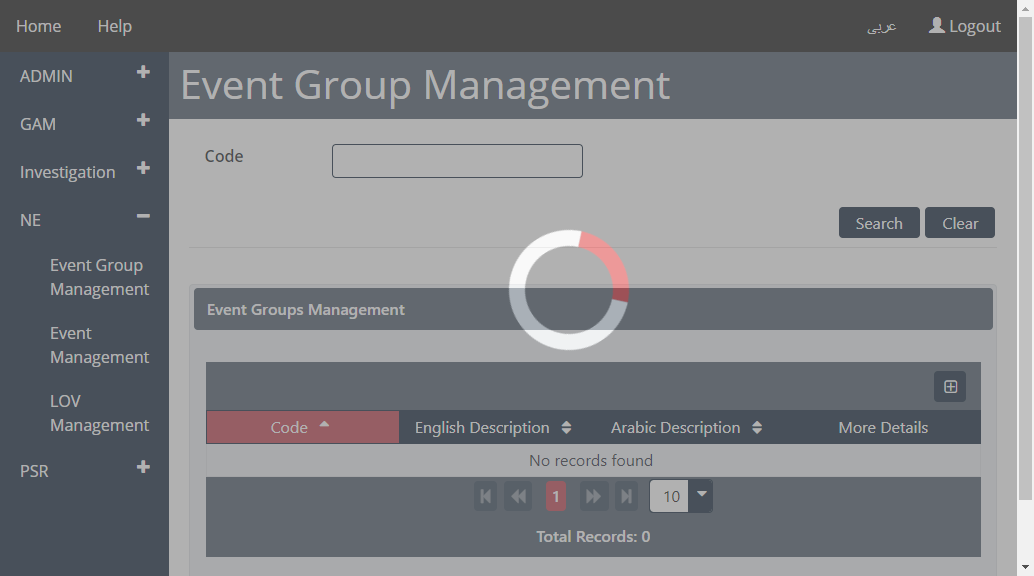 Home Help عربى Logout
ADMIN
GAM
Investigation
NE
Event Group
Management
Event
Management
LOV
Management
PSR
Event Group Management
Code
Search Clear
Event Groups Management
Code English Description Arabic Description More Details
No records found
1 10
Total Records: 0